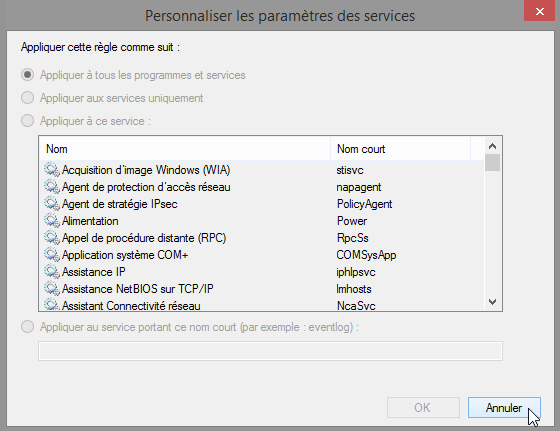 Personnaliser les paramètres des services
Appliquer cette règle comme suit :
Appliquer à tous les programmes et services
Appliquer aux services uniquement
Appliquer à ce service :
Nom Nom court
Acquisition d'image Windows (WIA) stisvc
Agent de protection d'accès réseau napagent
Agent de stratégie IPsec PolicyAgent
Alimentation Power
Appel de procédure distante (RPC) RpcSs
Application système COM+ COMSysApp
Assistance IP iphlpsvc
Assistance NetBIOS sur TCP/IP lmhosts
Assistant Connectivité réseau NcaSvc
Appliquer au service portant ce nom court (par exemple : eventlog) :
OK Annuler